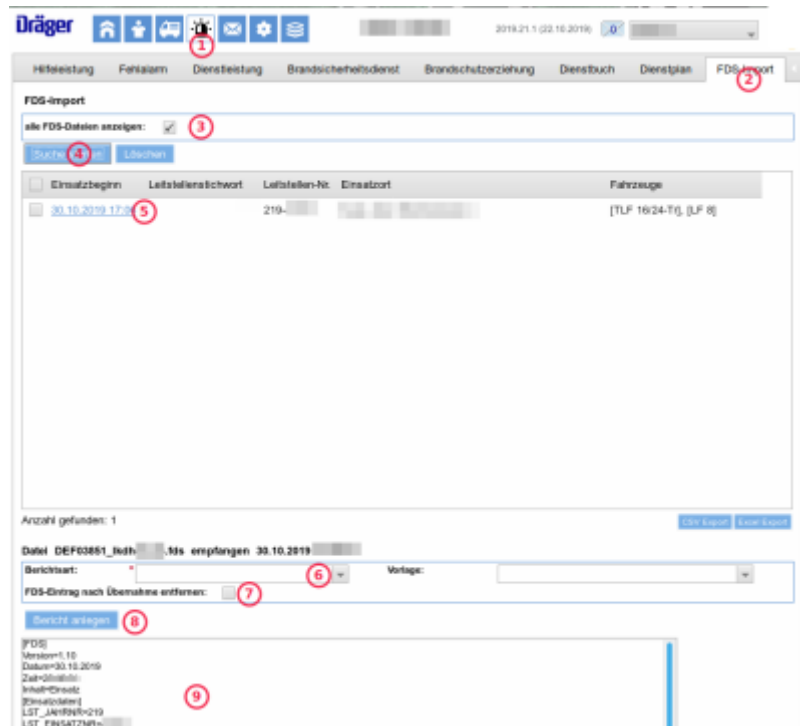 Dräger
2019.21.1 (22.10.2019) 0
1
Hilfeleistung Fehlalarm Dienstleistung Brandsicherheitsdienst Brandschutzerziehung Dienstbuch Dienstplan FDS-Import
2
FDS-Import
alle FDS-Dateien anzeigen: 3
4 Löschen
Einsatzbeginn Leitstellenstichwort Leitstellen-Nr. Einsatzort Fahrzeuge
30.10.2019 5 219- [TLF 16/24-Tr], [LF 8]
Anzahl gefunden: 1
CSV Export Excel Export
Datei .fds empfangen 30.10.2019
Berichtsart: * 6 Vorlage:
FDS-Eintrag nach Übernahme entfernen: 7
Bericht anlegen 8
[FDS]
Version=1.10
Datum=30.10.2019
Zeit=
Inhalt=Einsatz
[Einsatzdaten]
9
LST_JAHRNR=219
LST_EINSATZNR=